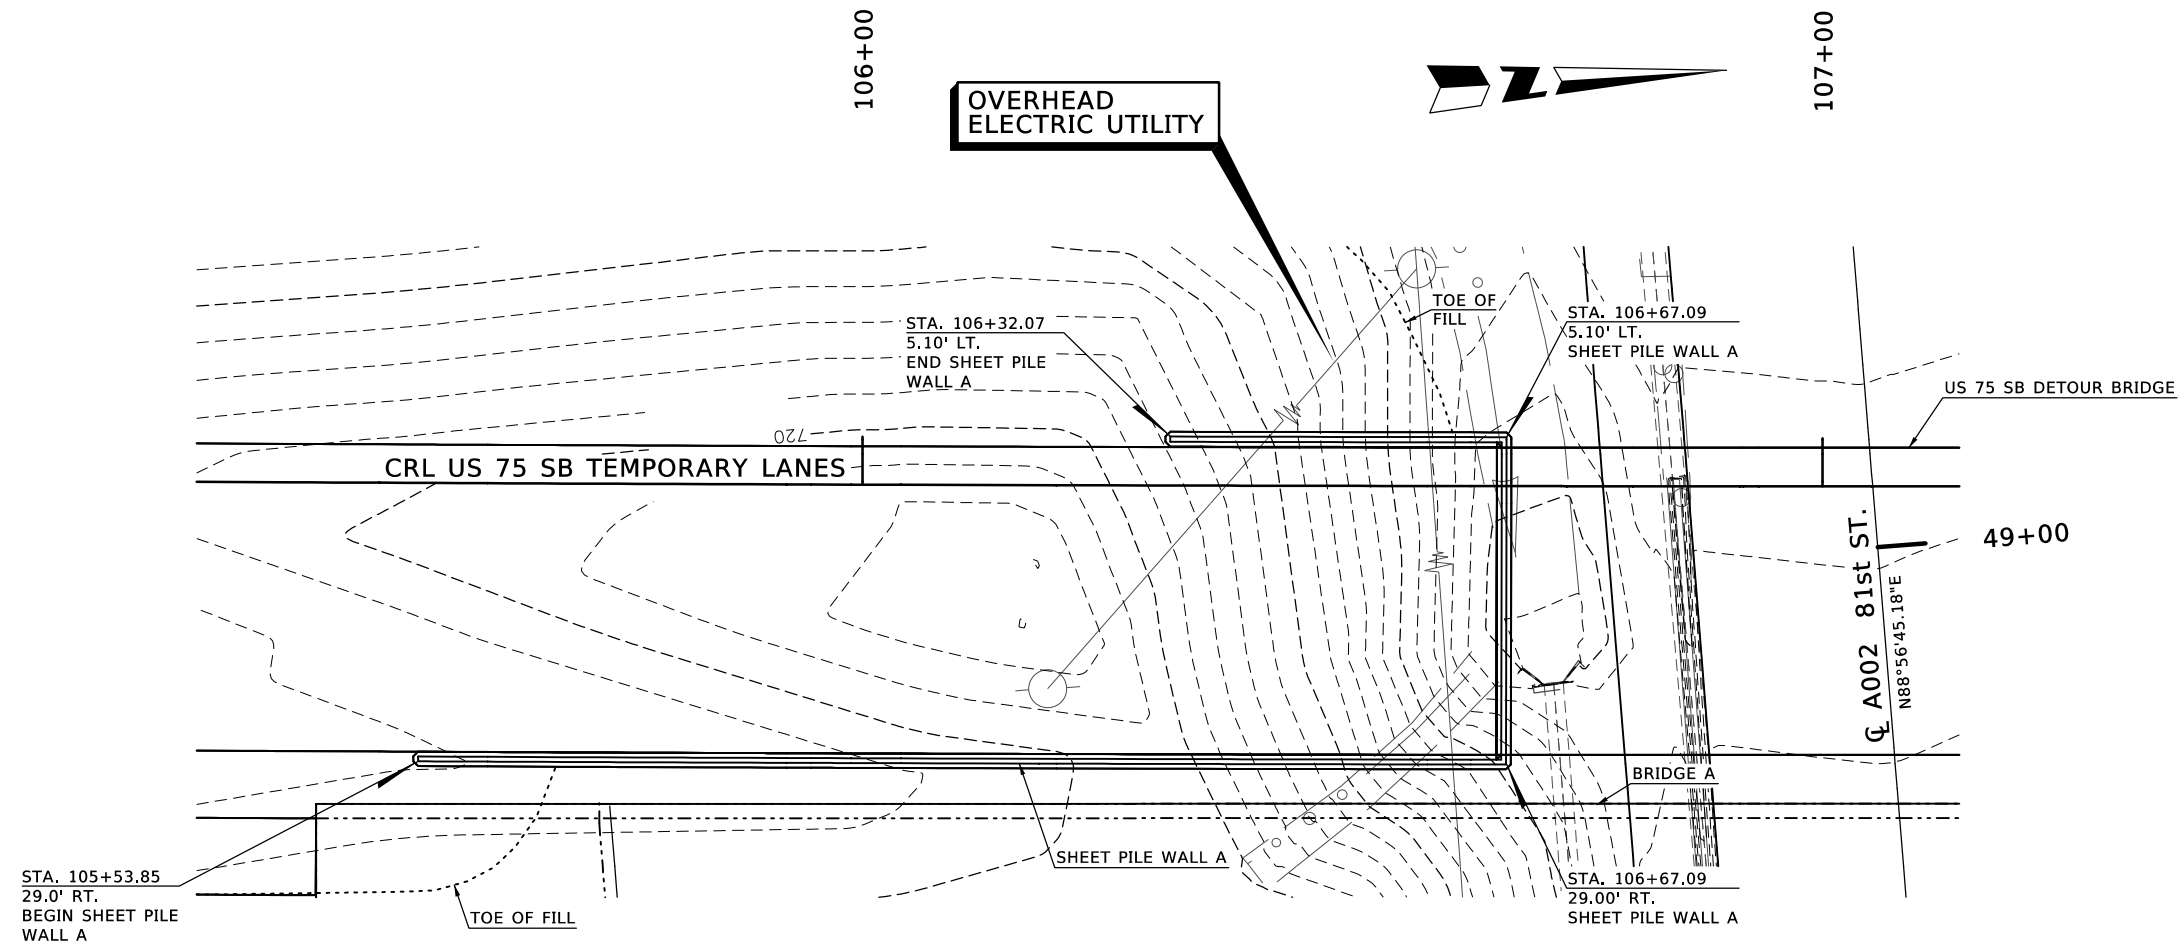 106+00
107+00
OVERHEAD
ELECTRIC UTILITY
N
STA. 106+32.07
5.10' LT.
END SHEET PILE
WALL A
TOE OF
FILL
STA. 106+67.09
5.10' LT.
SHEET PILE WALL A
US 75 SB DETOUR BRIDGE
720
CRL US 75 SB TEMPORARY LANES
49+00
℄ A002 81st ST.
N88°56'45.18"E
BRIDGE A
SHEET PILE WALL A
STA. 105+53.85
29.0' RT.
BEGIN SHEET PILE
WALL A
TOE OF FILL
STA. 106+67.09
29.00' RT.
SHEET PILE WALL A